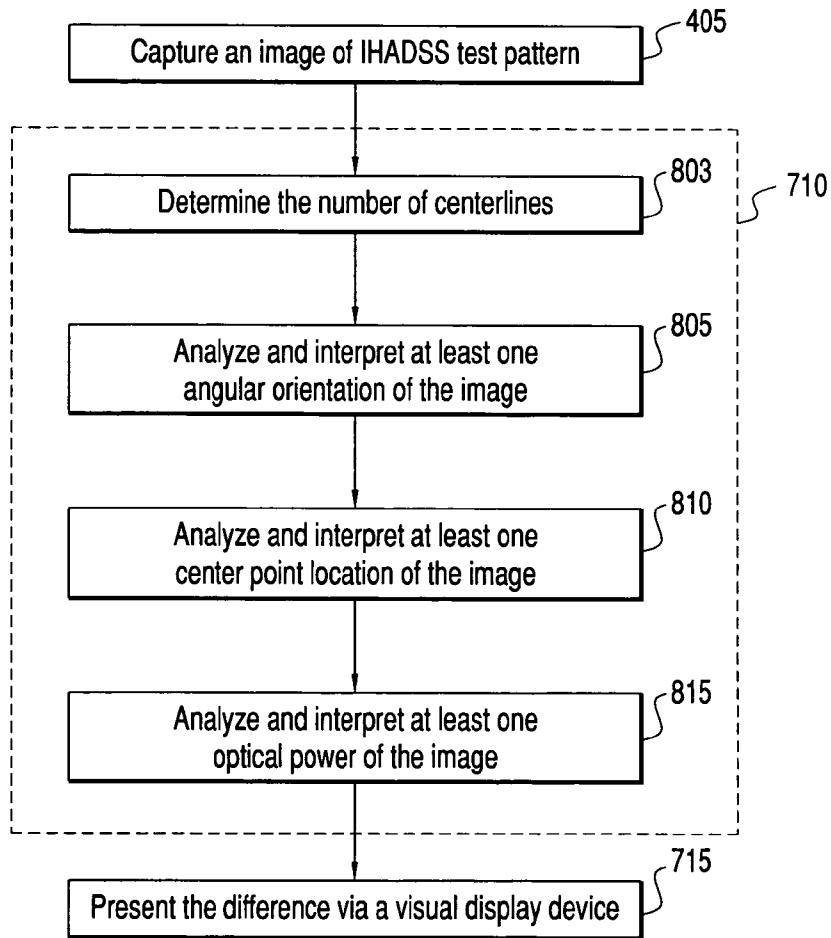 405
Capture an image of IHADSS test pattern
803
710
Determine the number of centerlines
805
Analyze and interpret at least one
angular orientation of the image
810
Analyze and interpret at least one
center point location of the image
815
Analyze and interpret at least one
optical power of the image
715
Present the difference via a visual display device